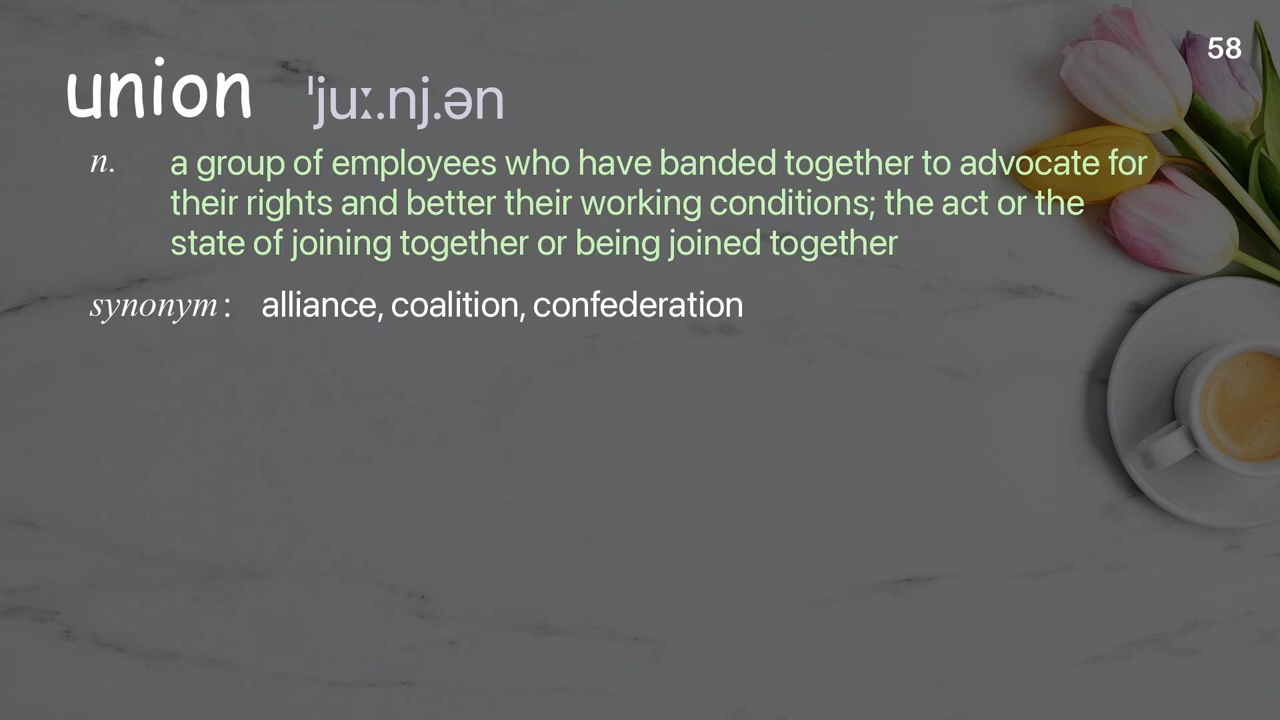 58
union ˈjuː.nj.ən
n. a group of employees who have banded together to advocate for
their rights and better their working conditions; the act or the
state of joining together or being joined together
synonym: alliance, coalition, confederation